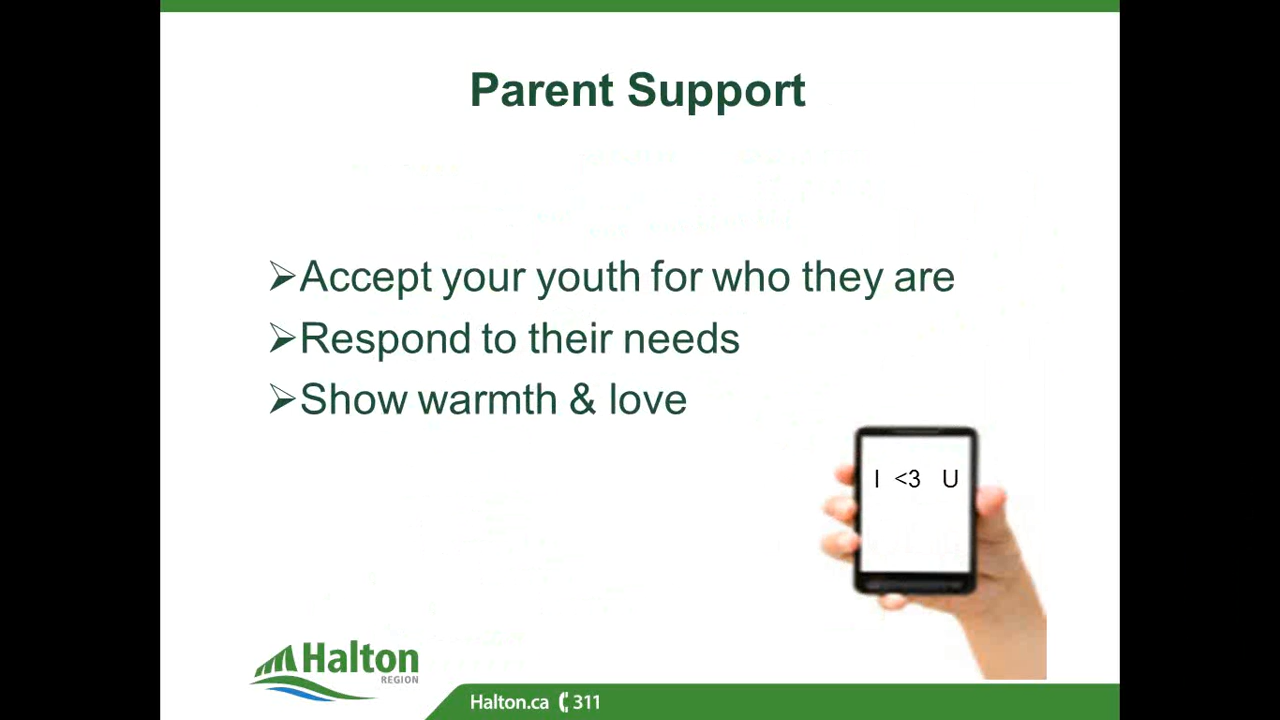 Parent Support
➢Accept your youth for who they are
➢Respond to their needs
➢Show warmth & love
I <3 U
Halton
REGION
Halton.ca 311